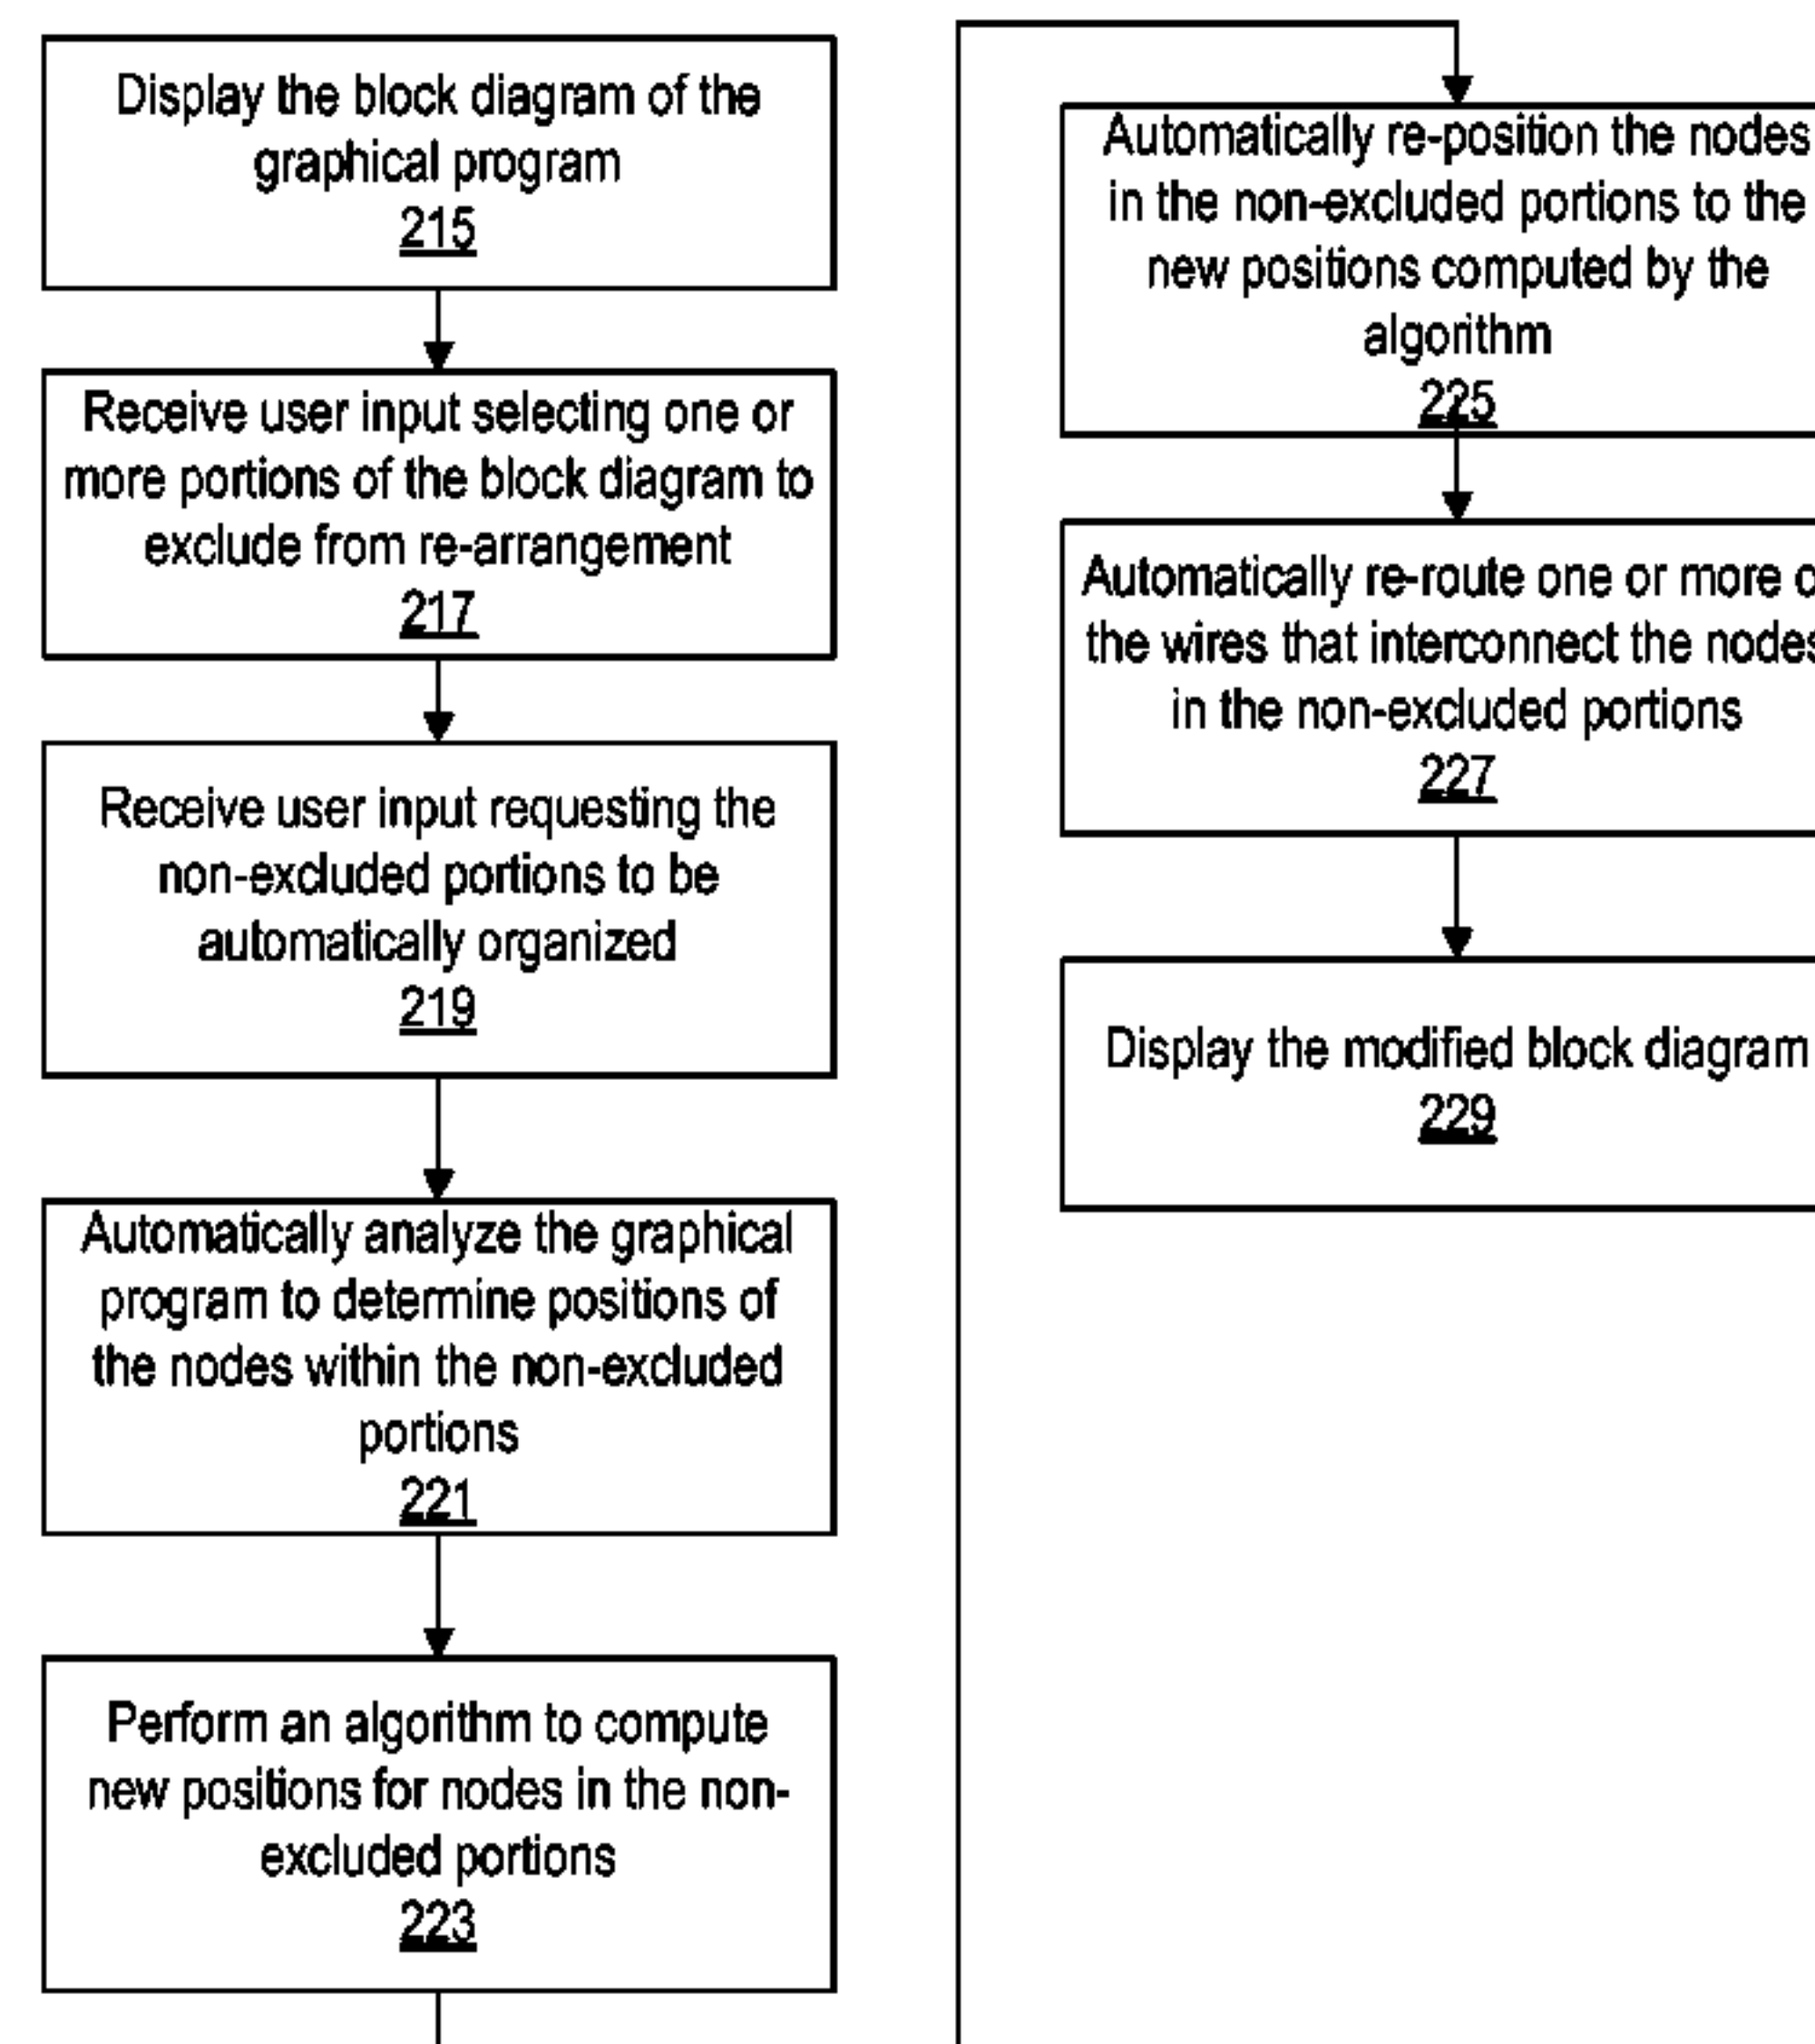 Display the block diagram of the
graphical program
215
Receive user input selecting one or
more portions of the block diagram to
exclude from re-arrangement
217
Receive user input requesting the
non-excluded portions to be
automatically organized
219
Automatically analyze the graphical
program to determine positions of
the nodes within the non-excluded
portions
221
Perform an algorithm to compute
new positions for nodes in the non-
excluded portions
223
Automatically re-position the nodes
in the non-excluded portions to the
new positions computed by the
algorithm
225
Automatically re-route one or more
the wires that interconnect the nodes
in the non-excluded portions
227
Display the modified block diagram
229